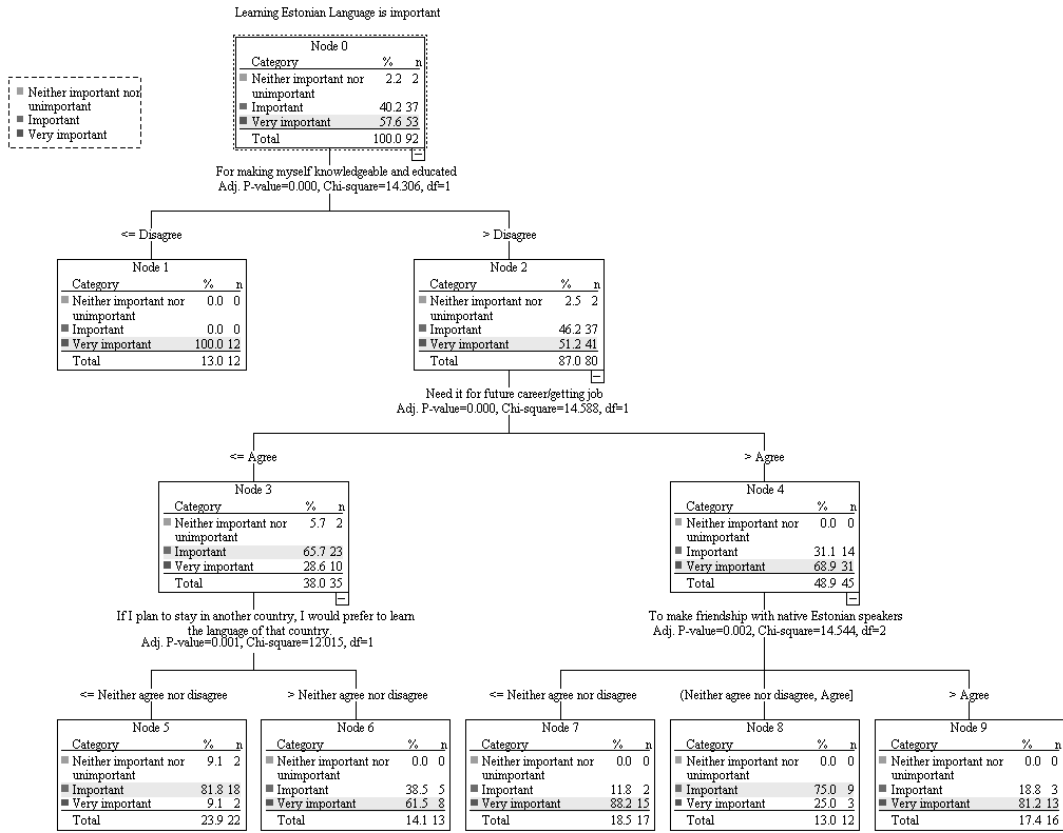 Learning Estonian Language is important
Neither important nor
unimportant
Important
Very important
Node 0
Category % n
Neither important nor 2.2 2
unimportant
Important 40.2 37
Very important 57.6 53
Total 100.0 92
For making myself knowledgeable and educated
Adj. P-value=0.000, Chi-square=14.306, df=1
<= Disagree
> Disagree
Node 1
Category % n
Neither important nor 0.0 0
unimportant
Important 0.0 0
Very important 100.0 12
Total 13.0 12
Node 2
Category % n
Neither important nor 2.5 2
unimportant
Important 46.2 37
Very important 51.2 41
Total 87.0 80
Need it for future career/getting job
Adj. P-value=0.000, Chi-square=14.588, df=1
<= Agree
> Agree
Node 3
Category % n
Neither important nor 5.7 2
unimportant
Important 65.7 23
Very important 28.6 10
Total 38.0 35
Node 4
Category % n
Neither important nor 0.0 0
unimportant
Important 31.1 14
Very important 68.9 31
Total 48.9 45
If I plan to stay in another country, I would prefer to learn
the language of that country.
Adj. P-value=0.001, Chi-square=12.015, df=1
To make friendship with native Estonian speakers
Adj. P-value=0.002, Chi-square=14.544, df=2
<= Neither agree nor disagree
> Neither agree nor disagree
<= Neither agree nor disagree
(Neither agree nor disagree, Agree]
> Agree
Node 5
Category % n
Neither important nor 9.1 2
unimportant
Important 81.8 18
Very important 9.1 2
Total 23.9 22
Node 6
Category % n
Neither important nor 0.0 0
unimportant
Important 38.5 5
Very important 61.5 8
Total 14.1 13
Node 7
Category % n
Neither important nor 0.0 0
unimportant
Important 11.8 2
Very important 88.2 15
Total 18.5 17
Node 8
Category % n
Neither important nor 0.0 0
unimportant
Important 75.0 9
Very important 25.0 3
Total 13.0 12
Node 9
Category % n
Neither important nor 0.0 0
unimportant
Important 18.8 3
Very important 81.2 13
Total 17.4 16